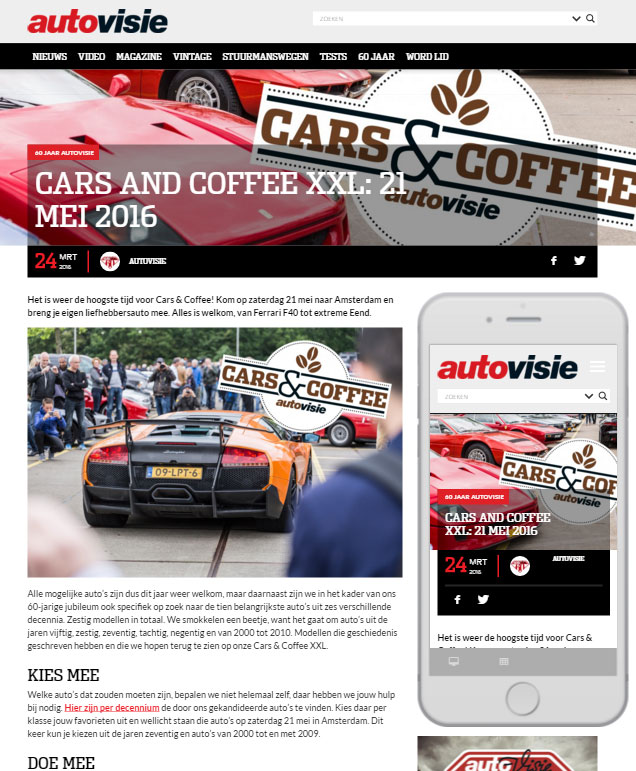 autovisie
ZOEKEN
NIEUWS VIDEO MAGAZINE VINTAGE STUURMANSWEGEN TESTS 60 JAAR WORD LID
CARS & COFFEE
autovisie
60 JAAR AUTOVISIE
CARS AND COFFEE XXL: 21
MEI 2016
24 MRT
2016
AUTOVISIE
Het is weer de hoogste tijd voor Cars & Coffee! Kom op zaterdag 21 mei naar Amsterdam en
breng je eigen liefhebbersauto mee. Alles is welkom, van Ferrari F40 tot extreme Eend.
CARS & COFFEE
autovisie
09-LPT-6
Alle mogelijke auto's zijn dus dit jaar weer welkom, maar daarnaast zijn we in het kader van ons
60-jarige jubileum ook specifiek op zoek naar de tien belangrijkste auto's uit zes verschillende
decennia. Zestig modellen in totaal. We smokkelen een beetje, want het gaat om auto's uit de
jaren vijftig, zestig, zeventig, tachtig, negentig en van 2000 tot 2010. Modellen die geschiedenis
geschreven hebben en die we hopen terug te zien op onze Cars & Coffee XXL.
KIES MEE
Welke auto's dat zouden moeten zijn, bepalen we niet helemaal zelf, daar hebben we jouw hulp
bij nodig. Hier zijn per decennium de door ons gekandideerde auto's te vinden. Kies daar per
klasse jouw favorieten uit en wellicht staan die auto's op zaterdag 21 mei in Amsterdam. Dit
keer kun je kiezen uit de jaren zeventig en auto's van 2000 tot en met 2009.
DOE MEE
autovisie
ZOEKEN
CARS & COFFEE
autovisie
60 JAAR AUTOVISIE
CARS AND COFFEE
XXL: 21 MEI 2016
24 MRT
2016
AUTOVISIE
Het is weer de hoogste tijd voor Cars &
auto Visie